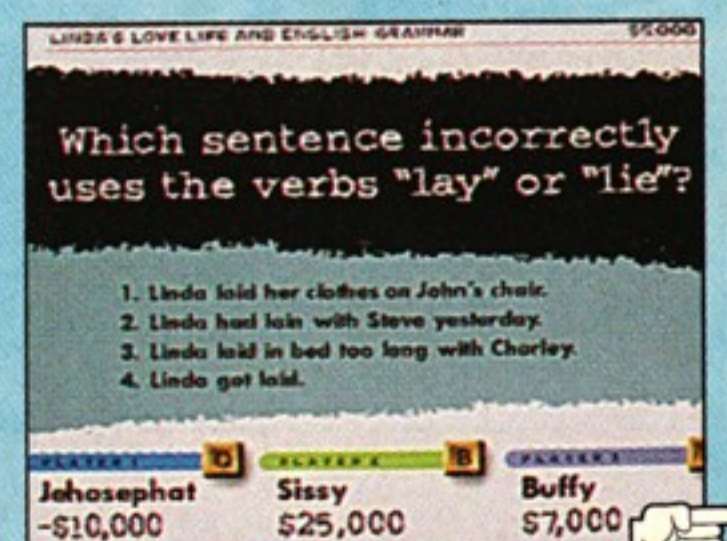 LINDA'S LOVE LIFE AND ENGLISH GRAMMAR $5,000
Which sentence incorrectly
uses the verbs "lay" or "lie"?
1. Linda laid her clothes on John's chair.
2. Linda had lain with Steve yesterday.
3. Linda laid in bed too long with Charley.
4. Linda got laid.
PLAYER 1 Q PLAYER 2 B PLAYER 3
Jehosephat Sissy Buffy
-$10,000 $25,000 $7,000